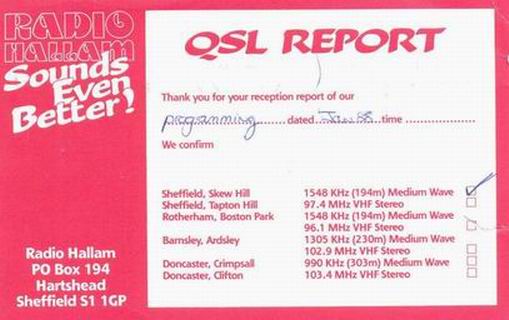 RADIO
HALLAM
Sounds
Even
Better!
QSL REPORT
Thank you for your reception report of our
programming dated Jan 88 time
We confirm
Sheffield, Skew Hill 1548 KHz (194m) Medium Wave
Sheffield, Tapton Hill 97.4 MHz VHF Stereo
Rotherham, Boston Park 1548 KHz (194m) Medium Wave
96.1 MHz VHF Stereo
Barnsley, Ardsley 1305 KHz (230m) Medium Wave
102.9 MHz VHF Stereo
Doncaster, Crimpsall 990 KHz (303m) Medium Wave
Doncaster, Clifton 103.4 MHz VHF Stereo
Radio Hallam
PO Box 194
Hartshead
Sheffield S1 1GP